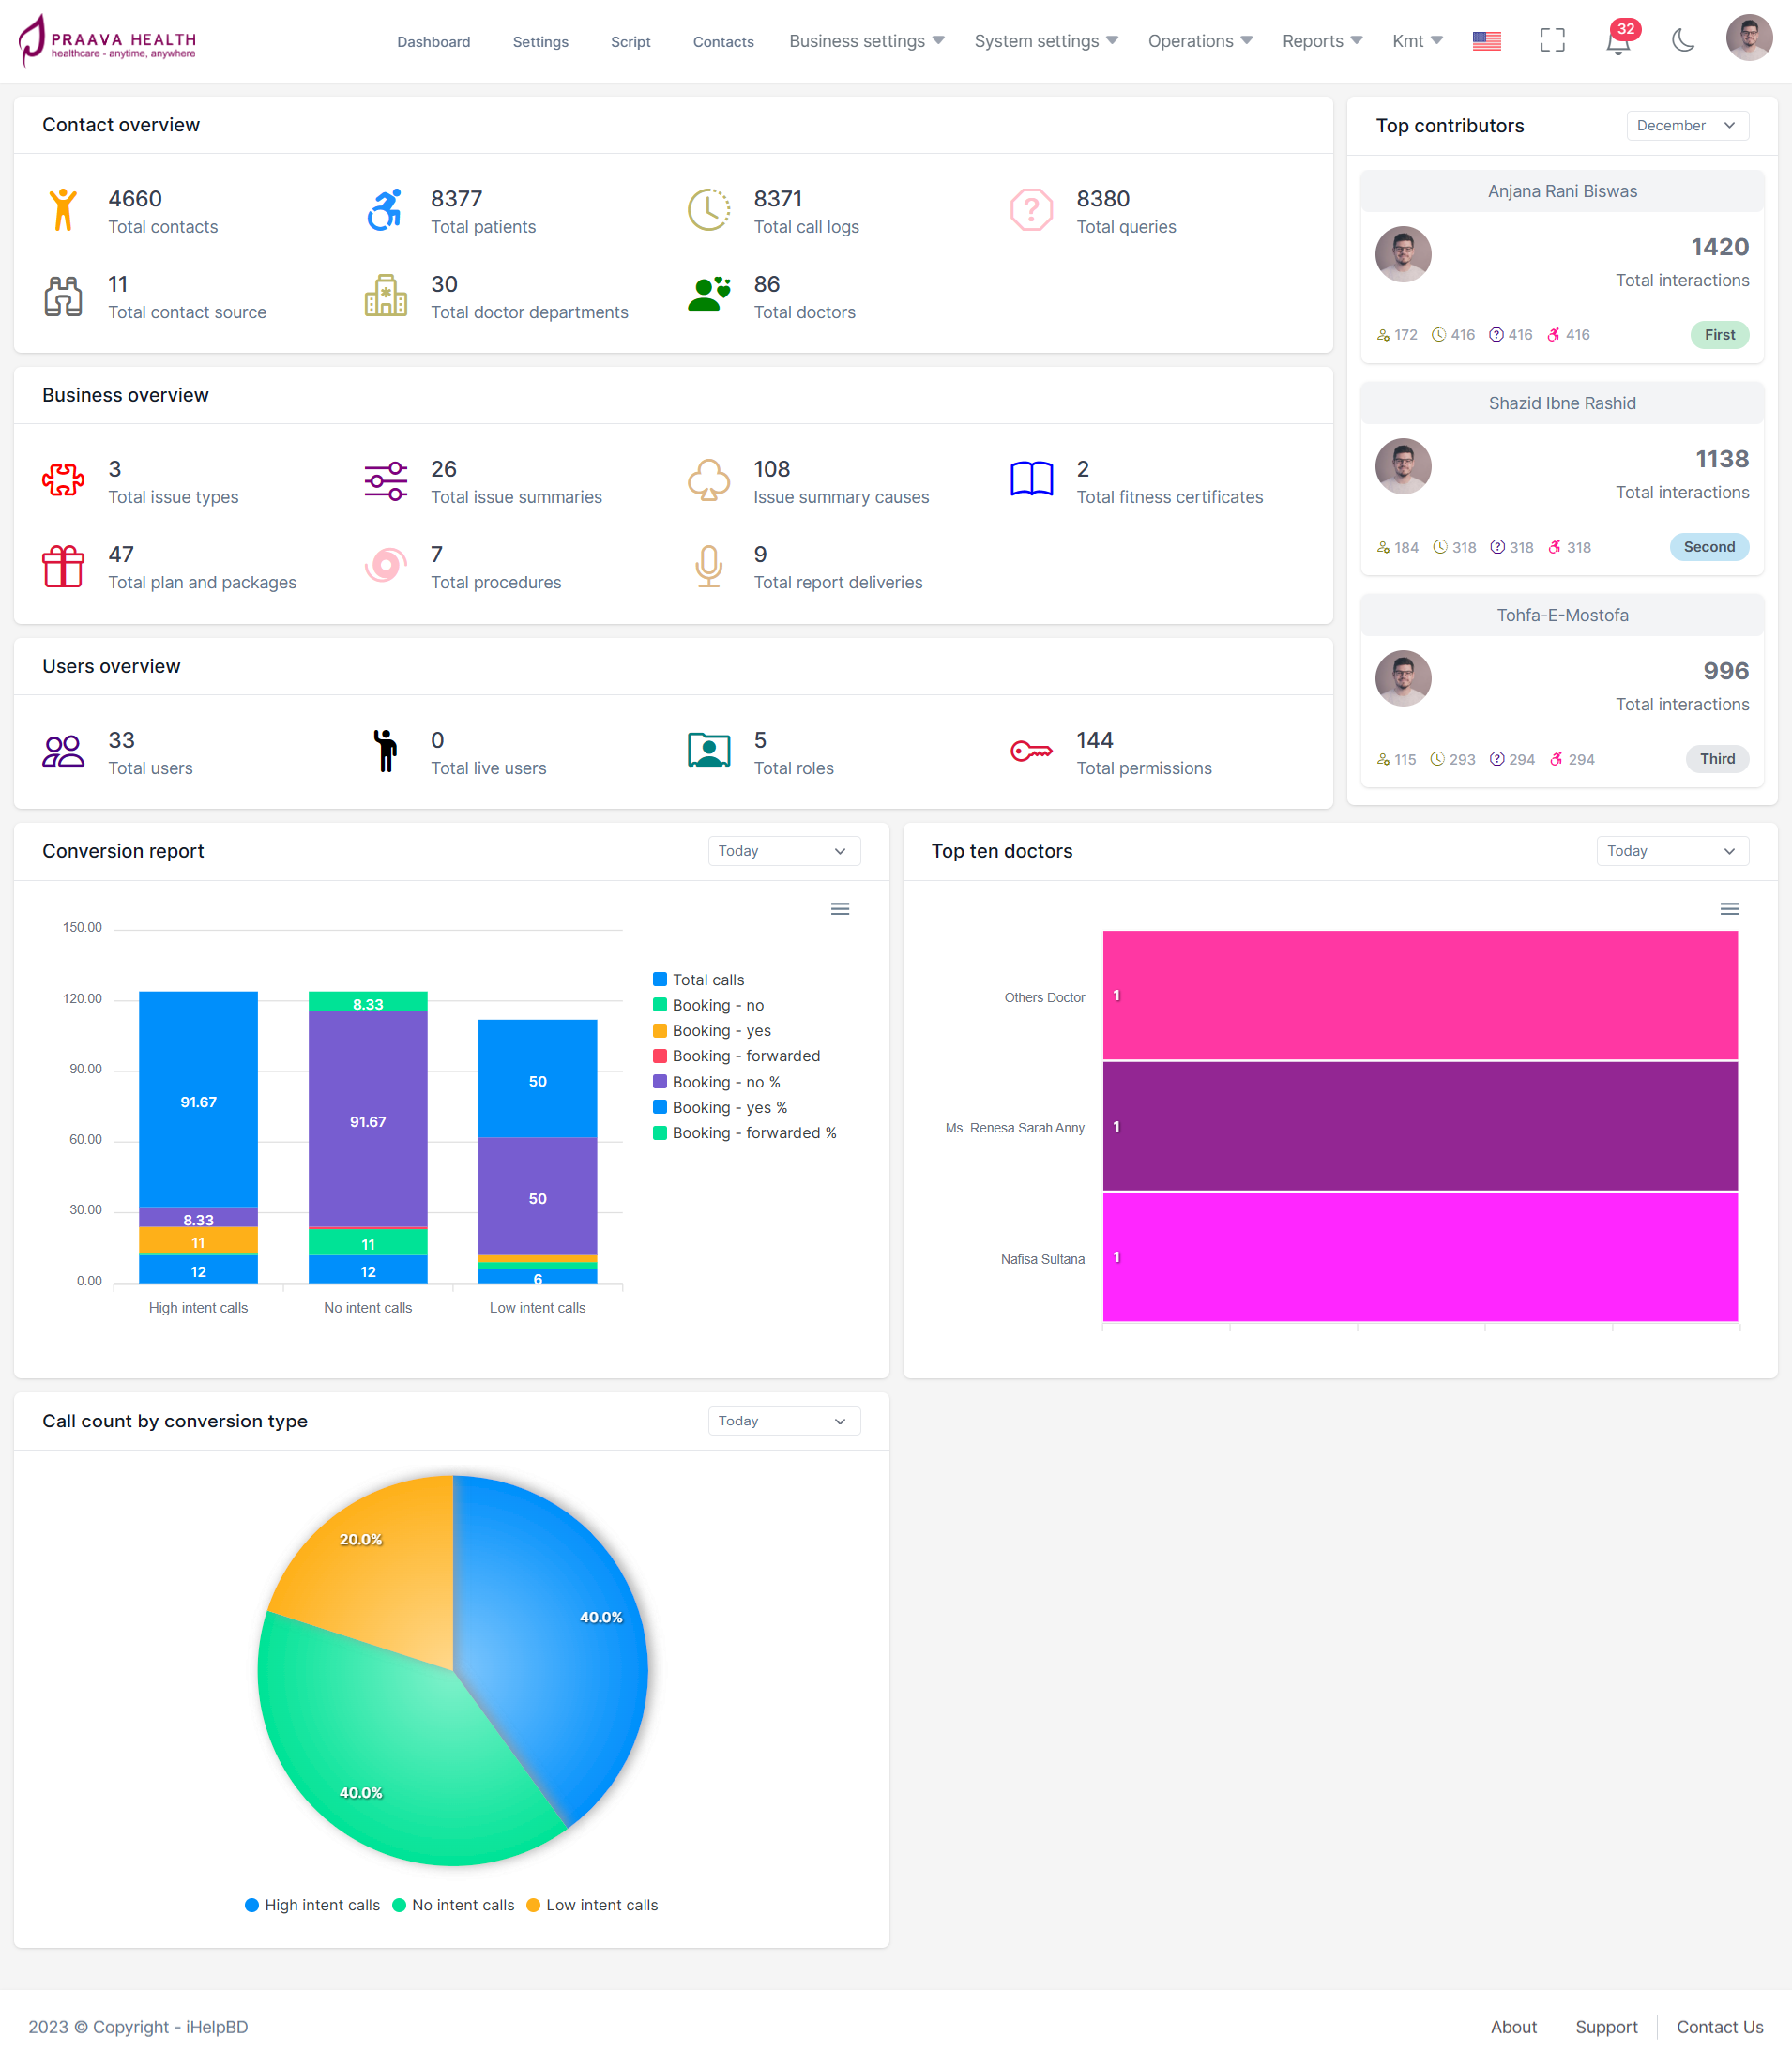 PRAAVA HEALTH
healthcare - anytime, anywhere
Dashboard
Settings
Script
Contacts
Business settings
System settings
Operations
Reports
Kmt
32
Contact overview
4660
Total contacts
8377
Total patients
8371
Total call logs
8380
Total queries
11
Total contact source
30
Total doctor departments
86
Total doctors
Business overview
3
Total issue types
26
Total issue summaries
108
Issue summary causes
2
Total fitness certificates
47
Total plan and packages
7
Total procedures
9
Total report deliveries
Users overview
33
Total users
0
Total live users
5
Total roles
144
Total permissions
Top contributors
December
Anjana Rani Biswas
1420
Total interactions
172 416 416 416
First
Shazid Ibne Rashid
1138
Total interactions
184 318 318 318
Second
Tohfa-E-Mostofa
996
Total interactions
115 293 294 294
Third
Conversion report
Today
150.00
120.00
90.00
60.00
30.00
0.00
91.67
8.33
11
12
8.33
91.67
11
12
50
50
6
High intent calls
No intent calls
Low intent calls
Total calls
Booking - no
Booking - yes
Booking - forwarded
Booking - no %
Booking - yes %
Booking - forwarded %
Top ten doctors
Today
Others Doctor
1
Ms. Renesa Sarah Anny
1
Nafisa Sultana
1
Call count by conversion type
Today
20.0%
40.0%
40.0%
High intent calls
No intent calls
Low intent calls
2023 © Copyright - iHelpBD
About
Support
Contact Us